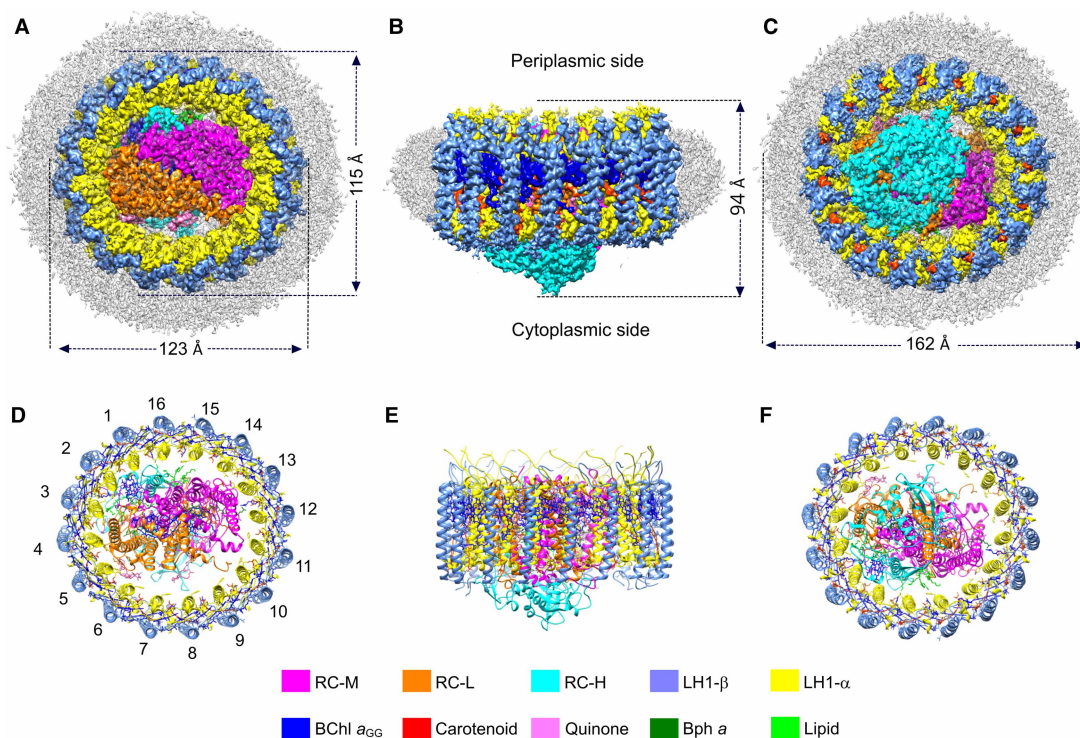 A
B
C
Periplasmic side
115 Å
94 Å
Cytoplasmic side
123 Å
162 Å
D
E
F
1
16
15
14
13
12
11
10
9
8
7
6
5
4
3
2
RC-M
RC-L
RC-H
LH1-β
LH1-α
BChl aGG
Carotenoid
Quinone
Bph a
Lipid